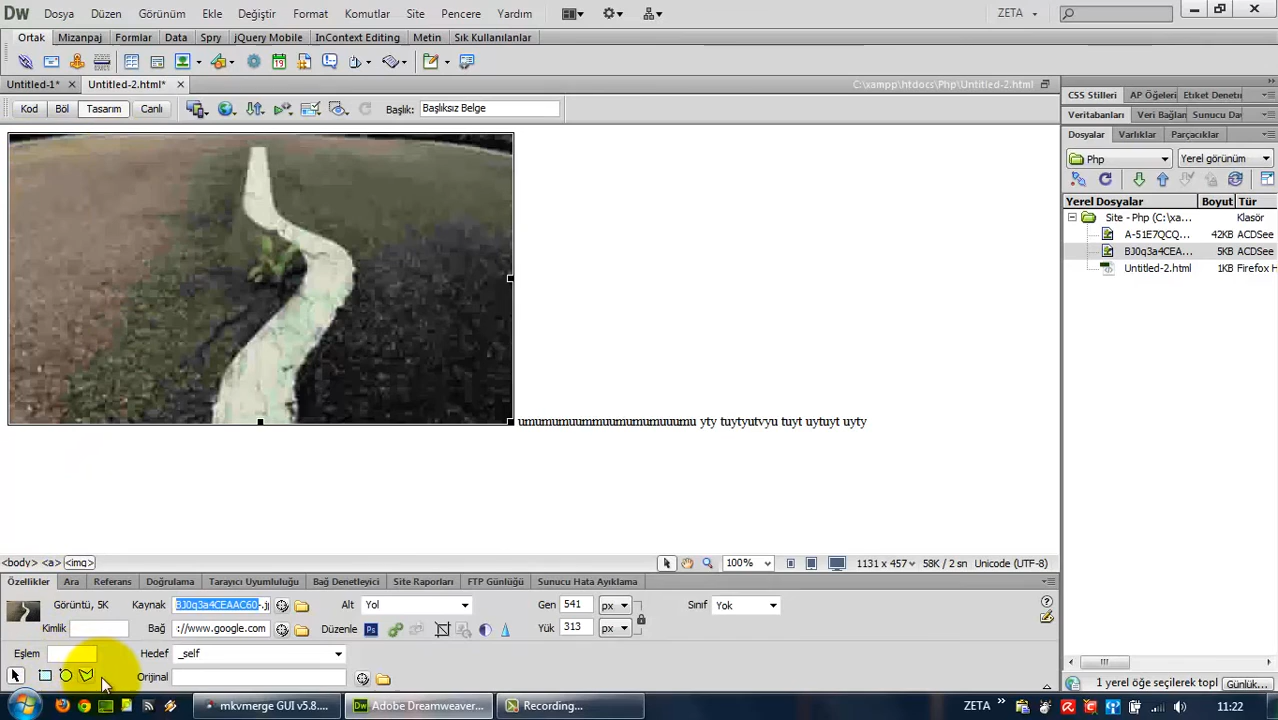 Dw Dosya Düzen Görünüm Ekle Değiştir Format Komutlar Site Pencere Yardım ZETA
Ortak Mizanpaj Formlar Data Spry jQuery Mobile InContext Editing Metin Sık Kullanılanlar
Untitled-1* Untitled-2.html* C:\xampp\htdocs\Php\Untitled-2.html
Kod Böl Tasarım Canlı Başlık: Başlıksız Belge
CSS Stilleri AP Öğeleri Etiket Denetı
Veritabanları Veri Bağlan Sunucu Da
Dosyalar Varlıklar Parçacıklar
Php Yerel görünüm
Yerel Dosyalar Boyut Tür
Site - Php (C:\xa... Klasör
A-51E7QCQ... 42KB ACDSee
BJ0q3a4CEA... 5KB ACDSee
Untitled-2.html 1KB Firefox H
umumumuummuumumumuuumu yty tuytyutvyu tuyt uytuyt uyty
<body> <a> <img> 100% 1131 x 457 58K / 2 sn Unicode (UTF-8)
Özellikler Ara Referans Doğrulama Tarayıcı Uyumluluğu Bağ Denetleyici Site Raporları FTP Günlüğü Sunucu Hata Ayıklama
Görüntü, 5K Kaynak BJ0q3a4CEAAC60-.j Alt Yol Gen 541 px Sınıf Yok
Kimlik Bağ ://www.google.com Düzenle Ps Yük 313 px
Eşlem Hedef _self
Orijinal
1 yerel öğe seçilerek topl Günlük...
mkvmerge GUI v5.8.... Adobe Dreamweaver... Recording... ZETA 11:22